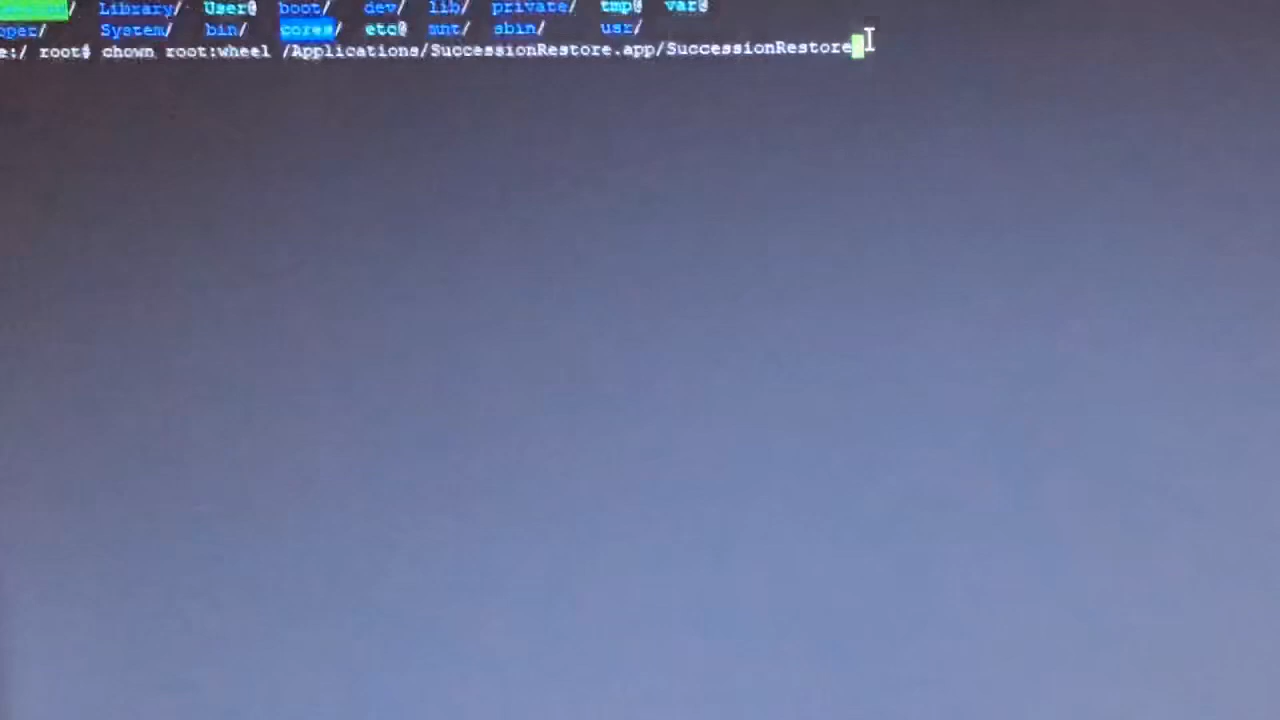 / Library/ User@ boot/ dev/ lib/ private/ tmp@ var@
oper/ System/ bin/ cores/ etc@ mnt/ sbin/ usr/
e:/ root# chown root:wheel /Applications/SuccessionRestore.app/SuccessionRestore